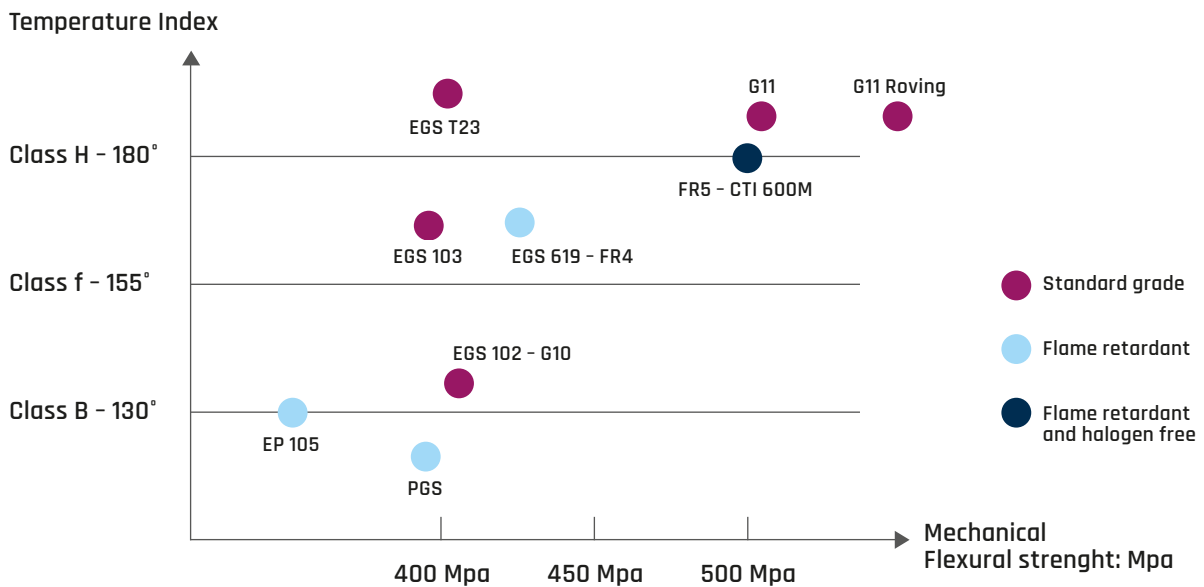 Temperature Index
G11
G11 Roving
EGS T23
Class H – 180°
FR5 – CTI 600M
EGS 103
EGS 619 – FR4
Class f – 155°
Standard grade
EGS 102 – G10
Flame retardant
Class B – 130°
EP 105
Flame retardant
and halogen free
PGS
Mechanical
Flexural strenght: Mpa
400 Mpa
450 Mpa
500 Mpa